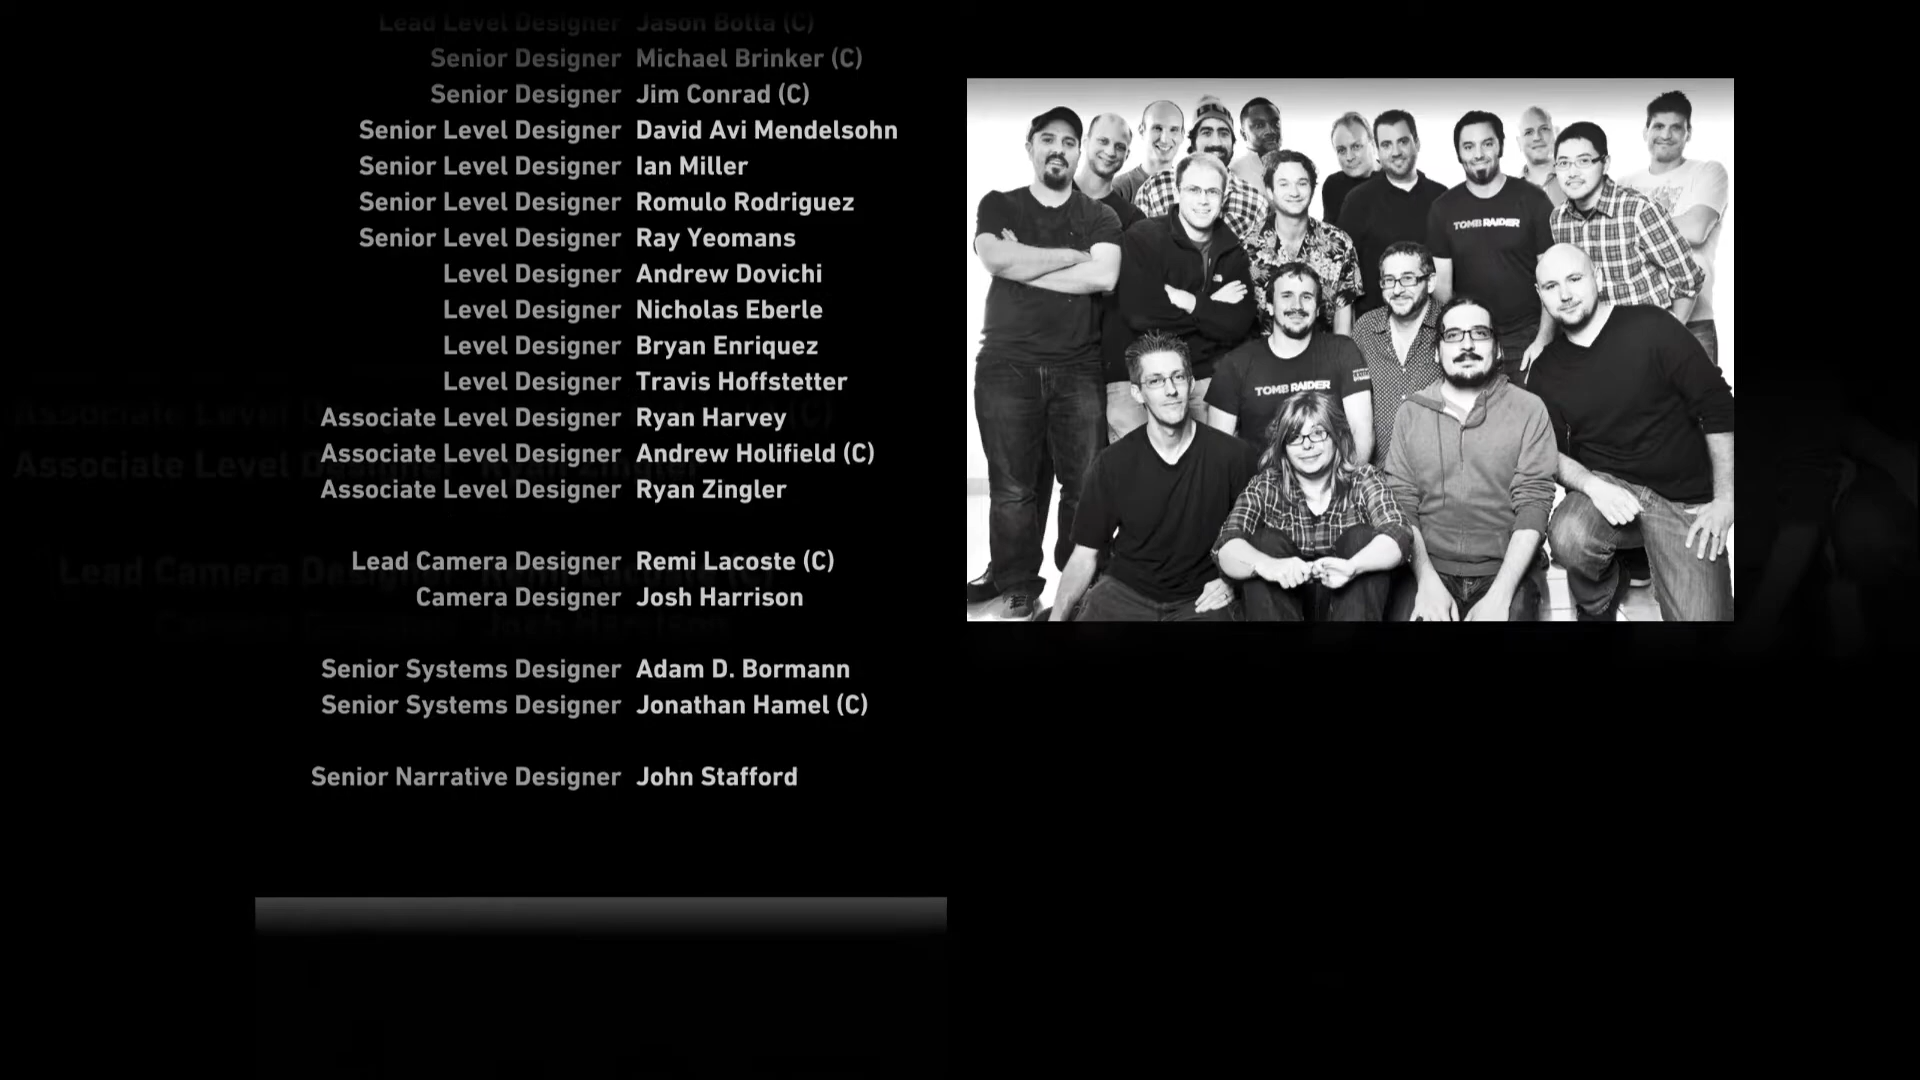 Lead Level Designer Jason Botta (C)
Senior Designer Michael Brinker (C)
Senior Designer Jim Conrad (C)
Senior Level Designer David Avi Mendelsohn
Senior Level Designer Ian Miller
Senior Level Designer Romulo Rodriguez
Senior Level Designer Ray Yeomans
Level Designer Andrew Dovichi
Level Designer Nicholas Eberle
Level Designer Bryan Enriquez
Level Designer Travis Hoffstetter
Associate Level Designer Ryan Harvey
Associate Level Designer Andrew Holifield (C)
Associate Level Designer Ryan Zingler
Lead Camera Designer Remi Lacoste (C)
Camera Designer Josh Harrison
Senior Systems Designer Adam D. Bormann
Senior Systems Designer Jonathan Hamel (C)
Senior Narrative Designer John Stafford
TOMB RAIDER
TOMB RAIDER